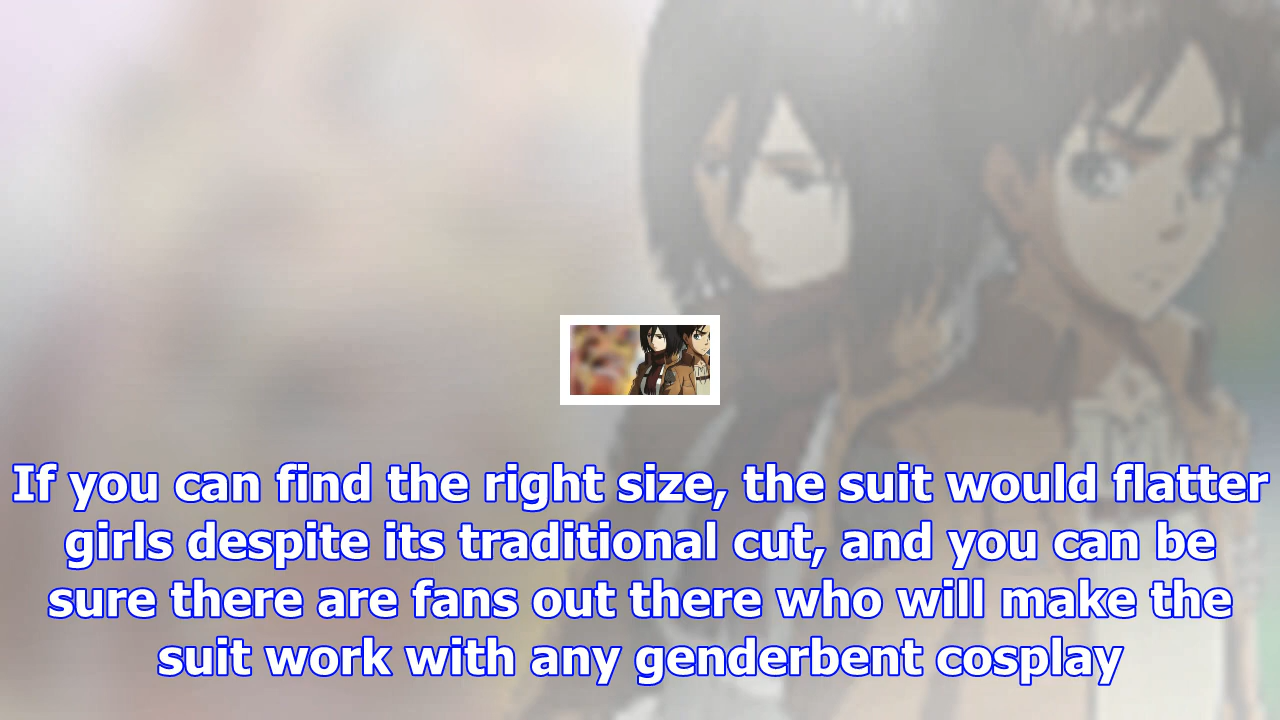 If you can find the right size, the suit would flatter
girls despite its traditional cut, and you can be
sure there are fans out there who will make the
suit work with any genderbent cosplay